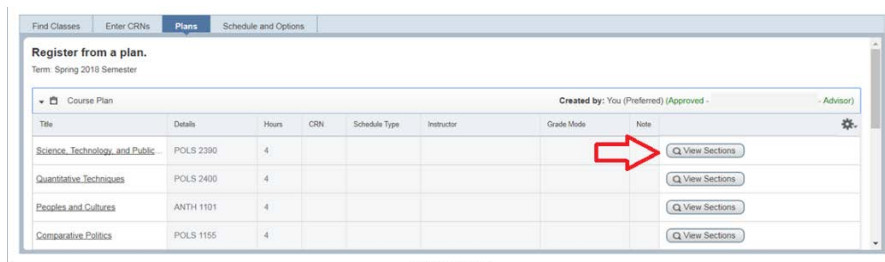 Find Classes Enter CRNs Plans Schedule and Options
Register from a plan.
Term: Spring 2018 Semester
Course Plan Created by: You (Preferred) (Approved - - Advisor)
Title Details Hours CRN Schedule Type Instructor Grade Mode Note
Science, Technology, and Public... POLS 2390 4 View Sections
Quantitative Techniques POLS 2400 4 View Sections
Peoples and Cultures ANTH 1101 4 View Sections
Comparative Politics POLS 1155 4 View Sections